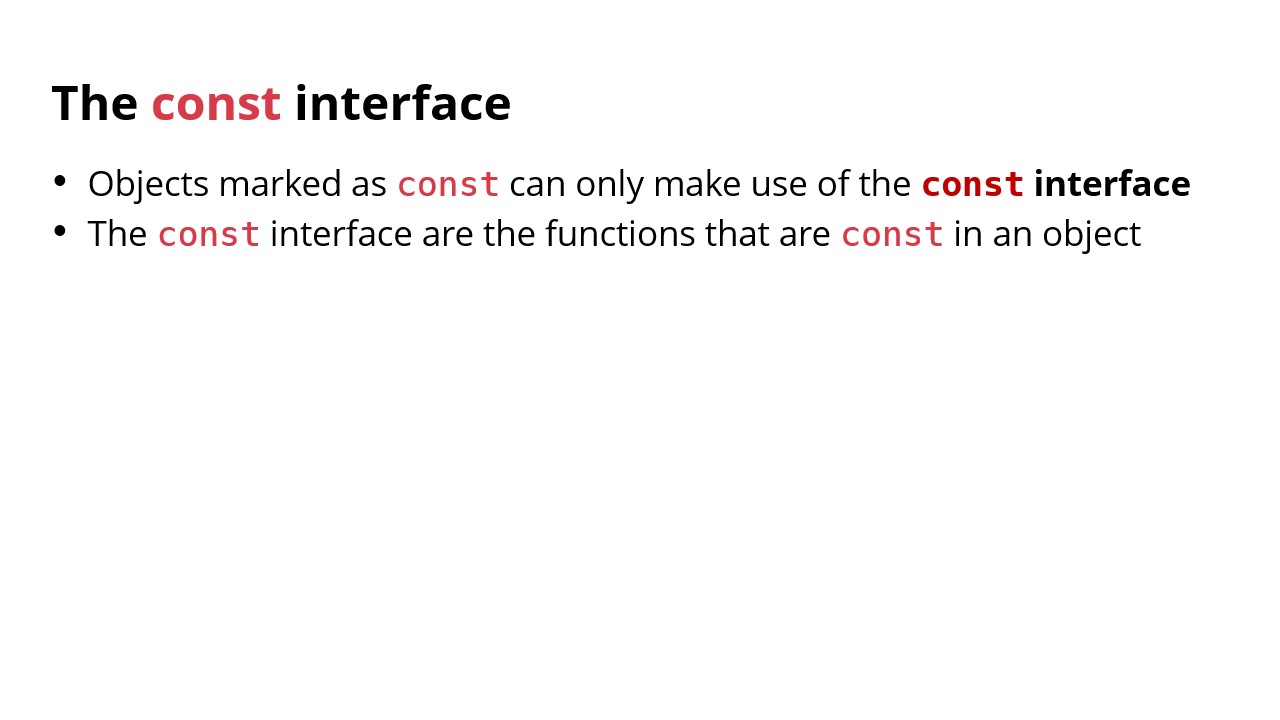 The const interface
• Objects marked as const can only make use of the const interface
• The const interface are the functions that are const in an object